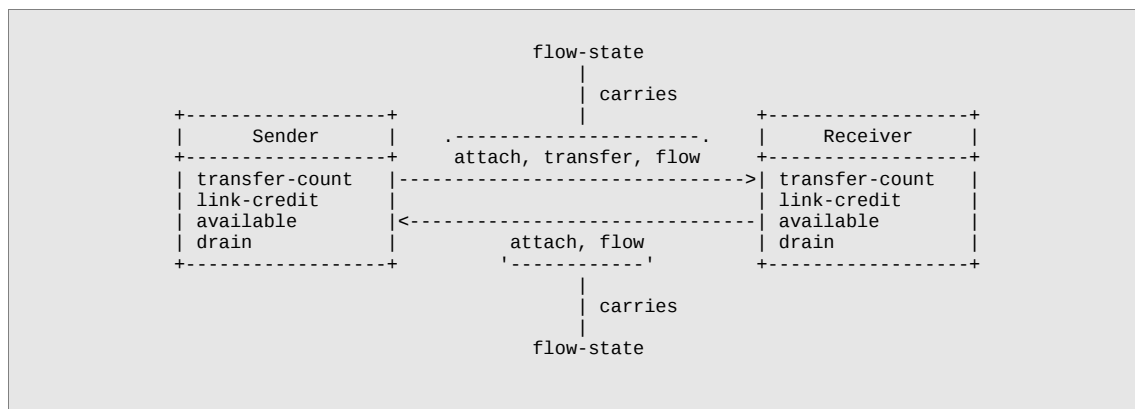 flow-state
|
| carries
+------------------+ | +-----------------+
| Sender | .----------------------. | Receiver |
+------------------+ attach, transfer, flow +-----------------+
| transfer-count |------------------------------>| transfer-count |
| link-credit | | link-credit |
| available |<------------------------------| available |
| drain | attach, flow | drain |
+------------------+ '------------' +-----------------+
|
| carries
|
flow-state